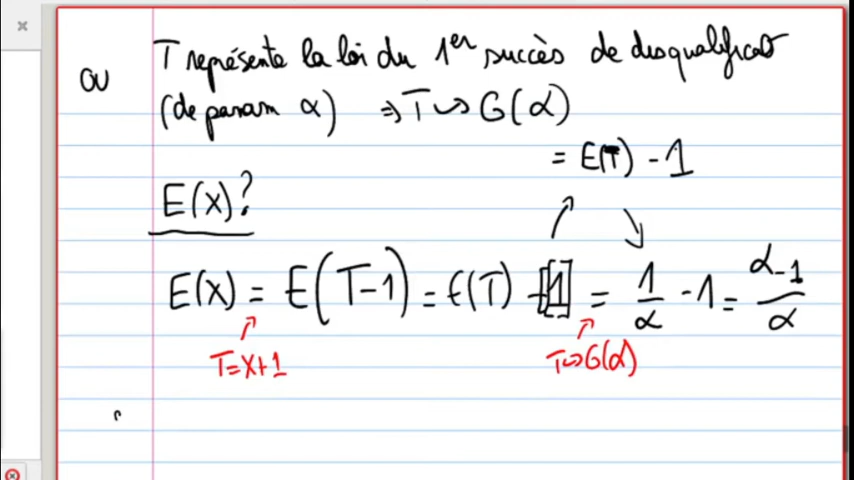 OU
T représente la loi du 1er succès de disqualificat°
(de param α) ⇒ T ↪ G(α)
= E(T) - 1
E(X)?
E(X) = E(T-1) = E(T) - [1] = 1/α - 1 = α-1/α
T=X+1
T↪G(α)